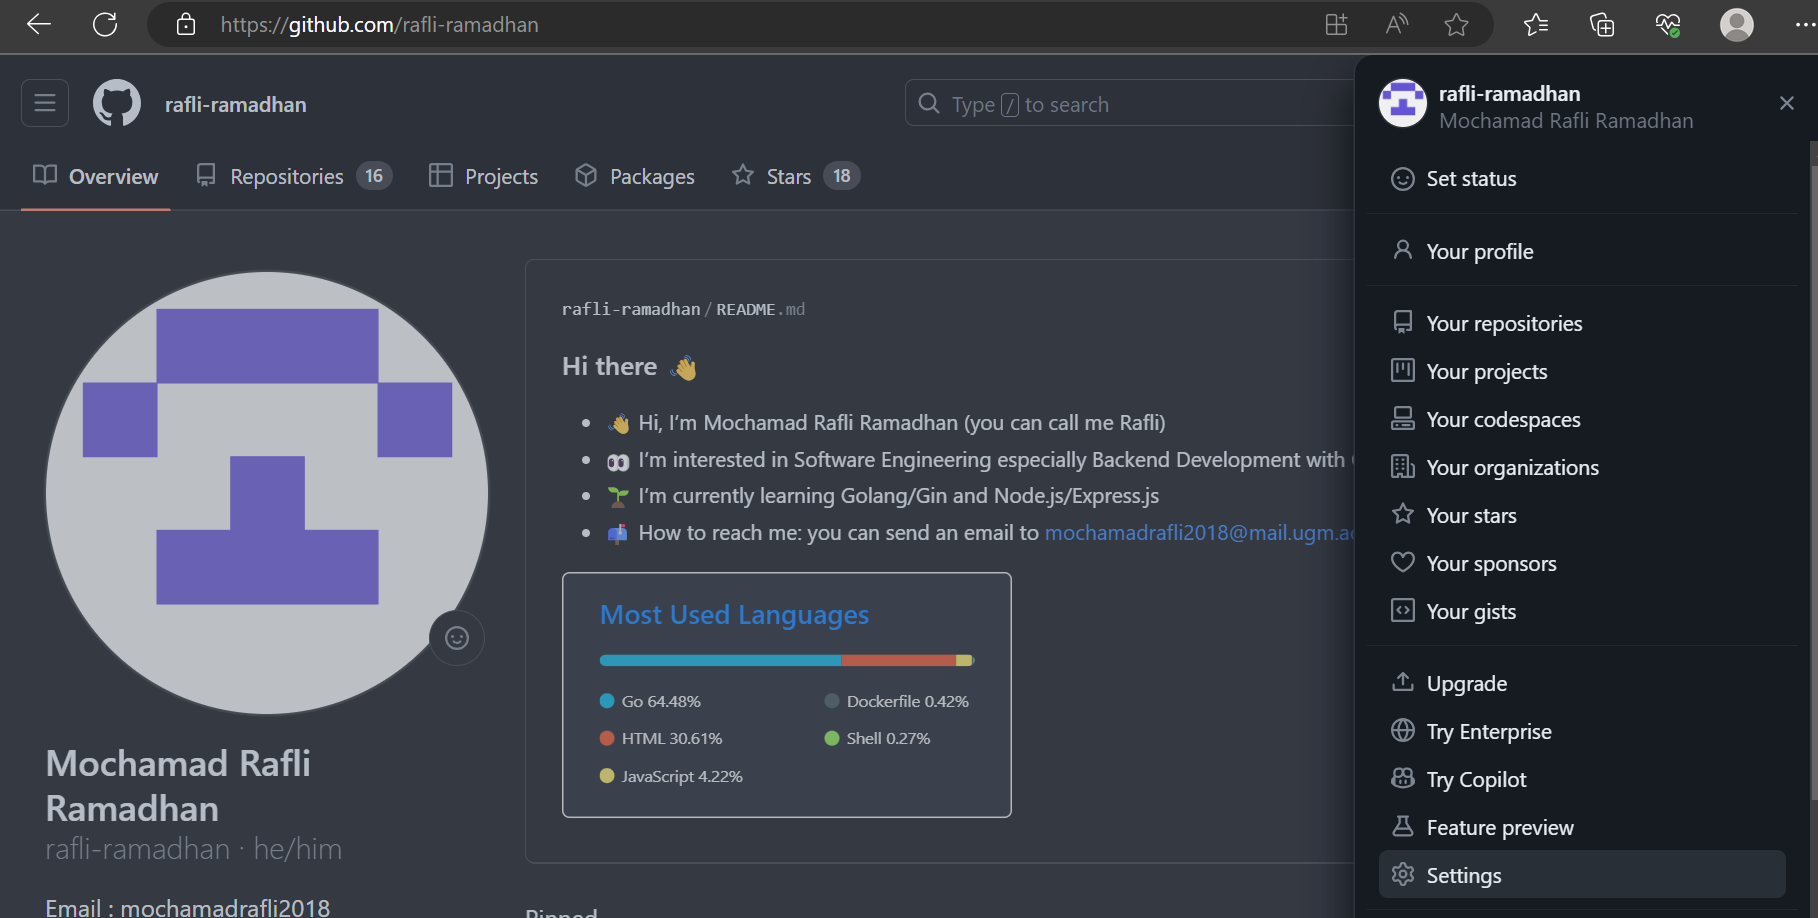 https://github.com/rafli-ramadhan
rafli-ramadhan
Type / to search
Overview
Repositories 16
Projects
Packages
Stars 18
rafli-ramadhan/README.md
Hi there 👋
👋 Hi, I'm Mochamad Rafli Ramadhan (you can call me Rafli)
👀 I'm interested in Software Engineering especially Backend Development with
🌱 I'm currently learning Golang/Gin and Node.js/Express.js
📫 How to reach me: you can send an email to mochamadrafli2018@mail.ugm.ac
Most Used Languages
Go 64.48%
HTML 30.61%
JavaScript 4.22%
Dockerfile 0.42%
Shell 0.27%
Mochamad Rafli
Ramadhan
rafli-ramadhan · he/him
Email : mochamadrafli2018
Pinned
rafli-ramadhan
Mochamad Rafli Ramadhan
Set status
Your profile
Your repositories
Your projects
Your codespaces
Your organizations
Your stars
Your sponsors
Your gists
Upgrade
Try Enterprise
Try Copilot
Feature preview
Settings